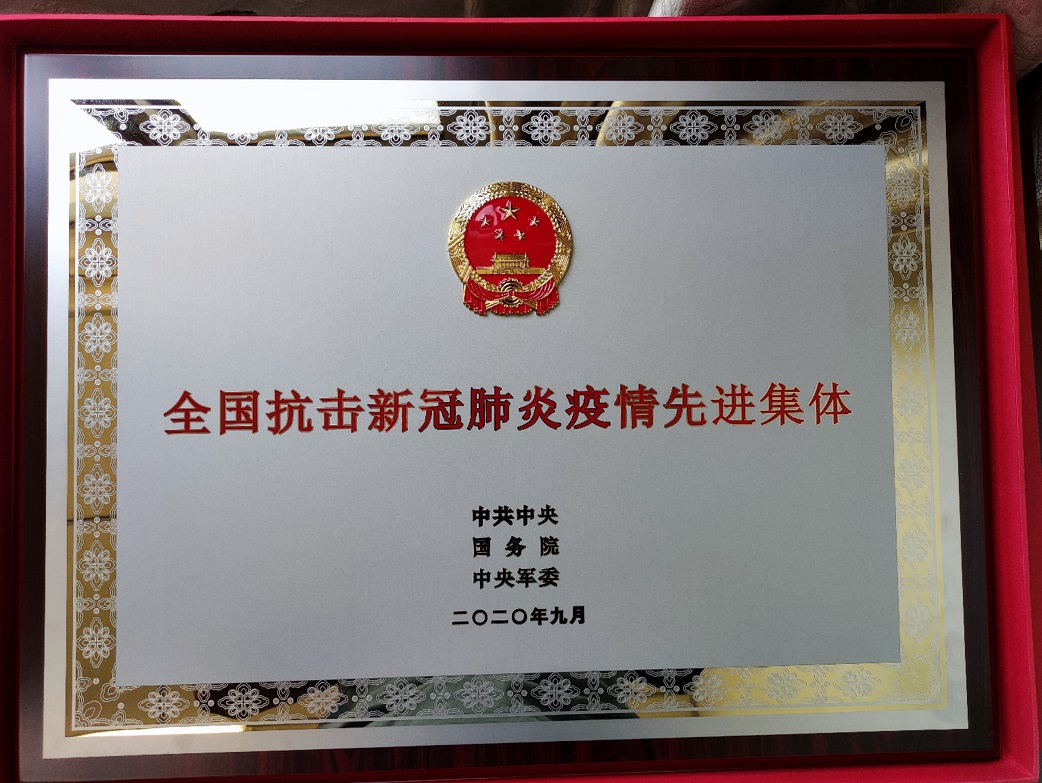 全国抗击新冠肺炎疫情先进集体
中共中央
国务院
中央军委
二〇二〇年九月